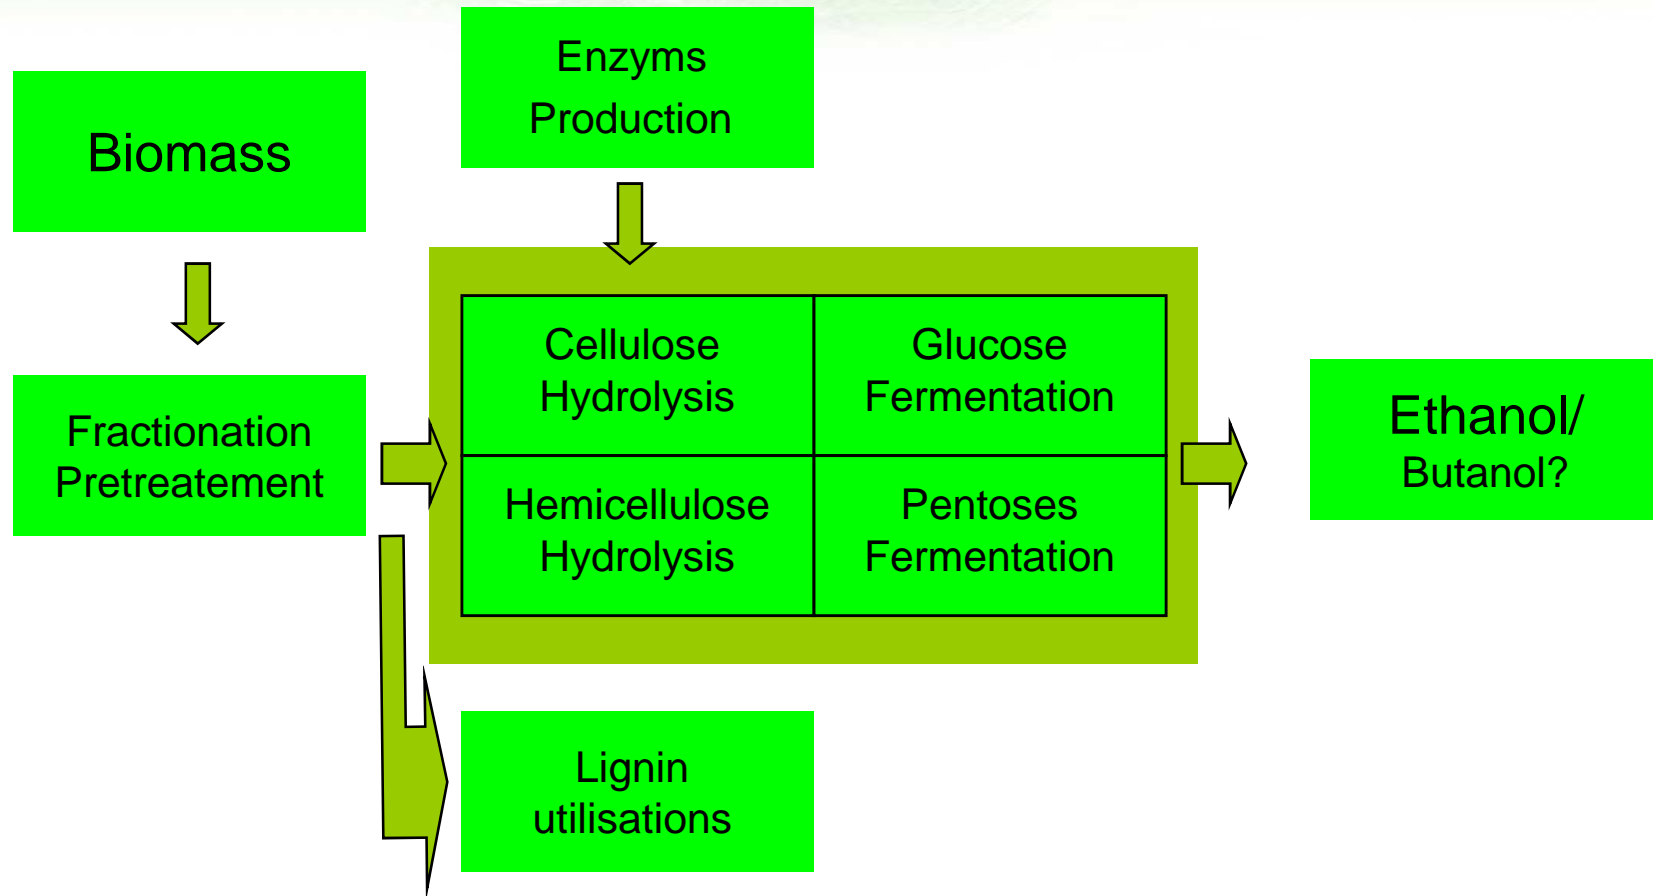 Enzyms
Production
Biomass
Cellulose
Hydrolysis
Glucose
Fermentation
Fractionation
Pretreatement
Hemicellulose
Hydrolysis
Pentoses
Fermentation
Ethanol/
Butanol?
Lignin
utilisations